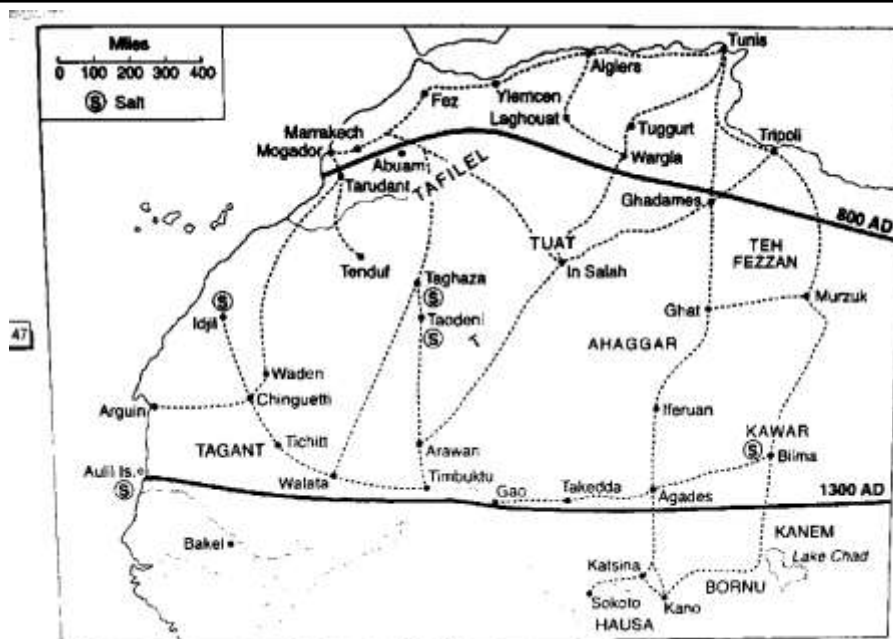 Miles
0 100 200 300 400
Ⓢ Salt
Tunis
Algiers
Ylemcen
Fez
Laghouat
Tuggurt
Marrakech
Mogador
Abuam
Wargla
Tripoli
Tarudant
TAFILEL
Ghadames
800 AD
TUAT
TEH
FEZZAN
Tenduf
In Salah
Taghaza
Ⓢ
Ⓢ
Idjil
Taodeni
Ⓢ
Ghat
Murzuk
47
AHAGGAR
Waden
Chinguetti
Arguin
Iferuan
TAGANT
Tichitt
Arawan
KAWAR
Ⓢ
Bilma
Aulil Is.
Ⓢ
Walata
Timbuktu
Gao
Takedda
Agades
1300 AD
KANEM
Bakel
Lake Chad
Katsina
BORNU
Sokoto
Kano
HAUSA